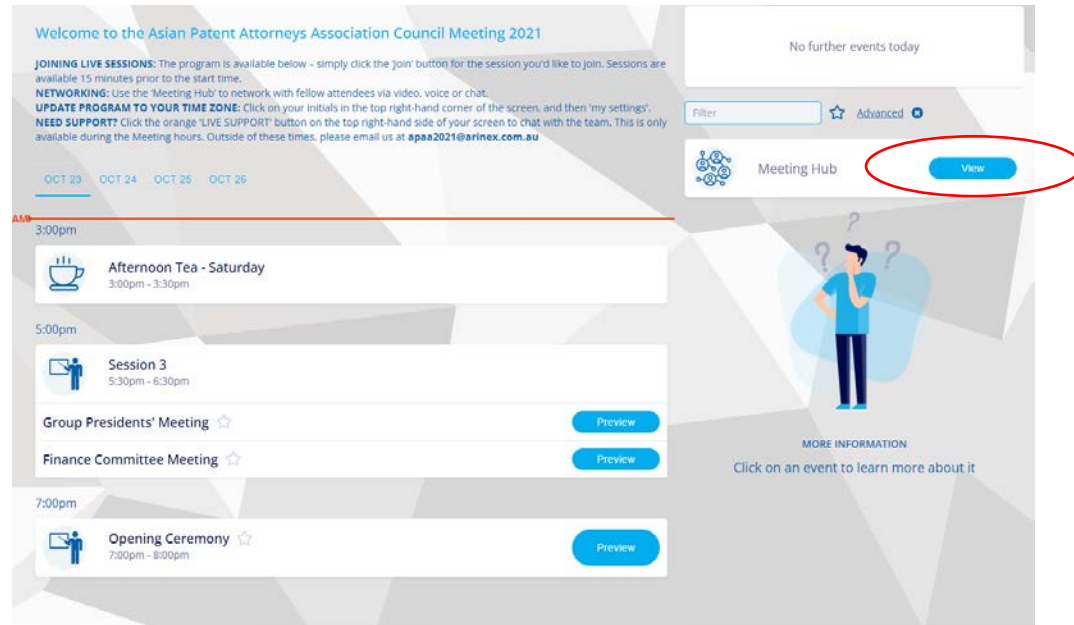 Welcome to the Asian Patent Attorneys Association Council Meeting 2021
JOINING LIVE SESSIONS: The program is available below – simply click the 'join' button for the session you'd like to join. Sessions are
available 15 minutes prior to the start time.
NETWORKING: Use the 'Meeting Hub' to network with fellow attendees via video, voice or chat.
UPDATE PROGRAM TO YOUR TIME ZONE: Click on your initials in the top right-hand corner of the screen, and then 'my settings'.
NEED SUPPORT? Click the orange 'LIVE SUPPORT' button on the top right-hand side of your screen to chat with the team. This is only
available during the Meeting hours. Outside of these times, please email us at apaa2021@arinex.com.au
OCT 23 OCT 24 OCT 25 OCT 26
AM
3:00pm
Afternoon Tea - Saturday
3:00pm - 3:30pm
5:00pm
Session 3
5:30pm - 6:30pm
Group Presidents' Meeting
Preview
Finance Committee Meeting
Preview
7:00pm
Opening Ceremony
7:00pm - 8:00pm
Preview
No further events today
Filter
Advanced
Meeting Hub
View
? ? ?
MORE INFORMATION
Click on an event to learn more about it